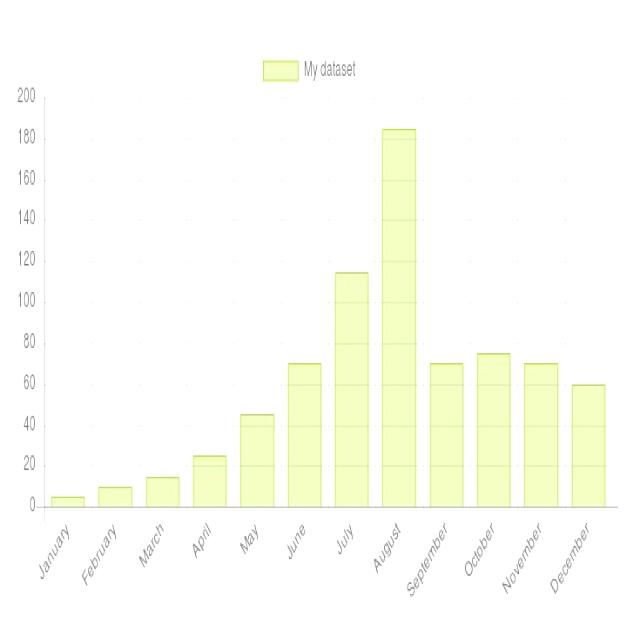 My dataset
200
180
160
140
120
100
80
60
40
20
0
January
February
March
April
May
June
July
August
September
October
November
December